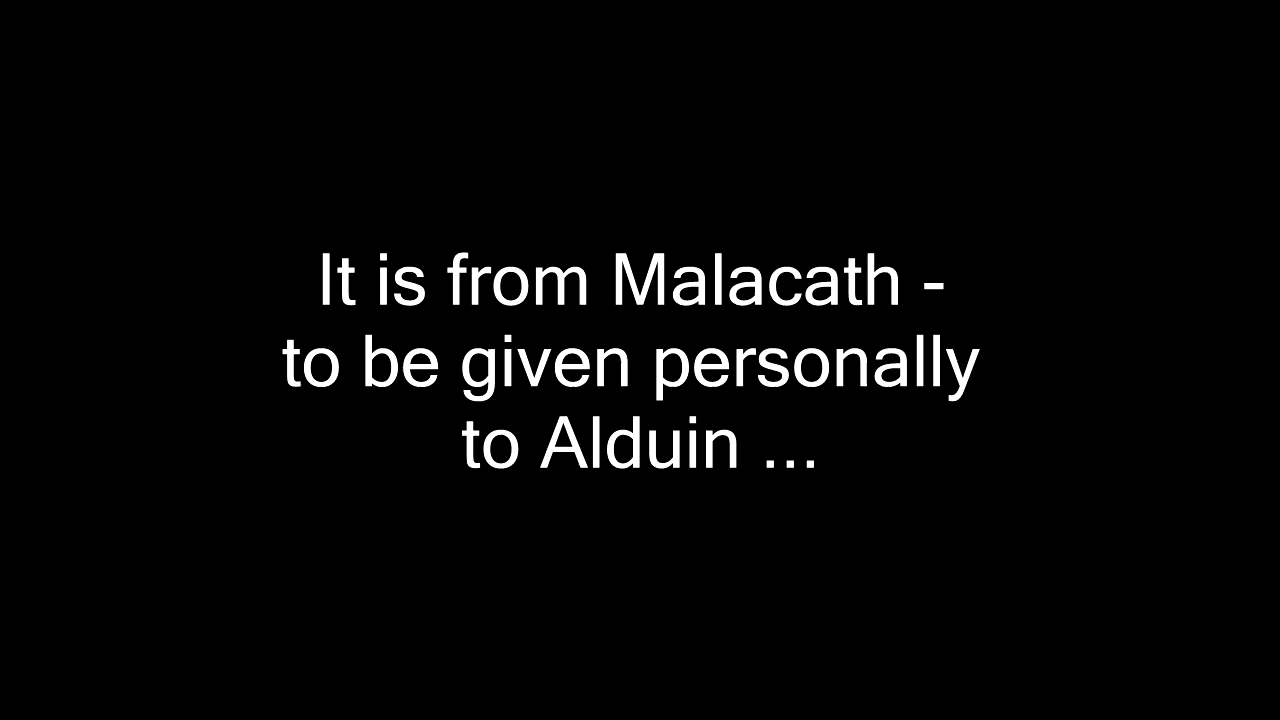 It is from Malacath -
to be given personally
to Alduin ...